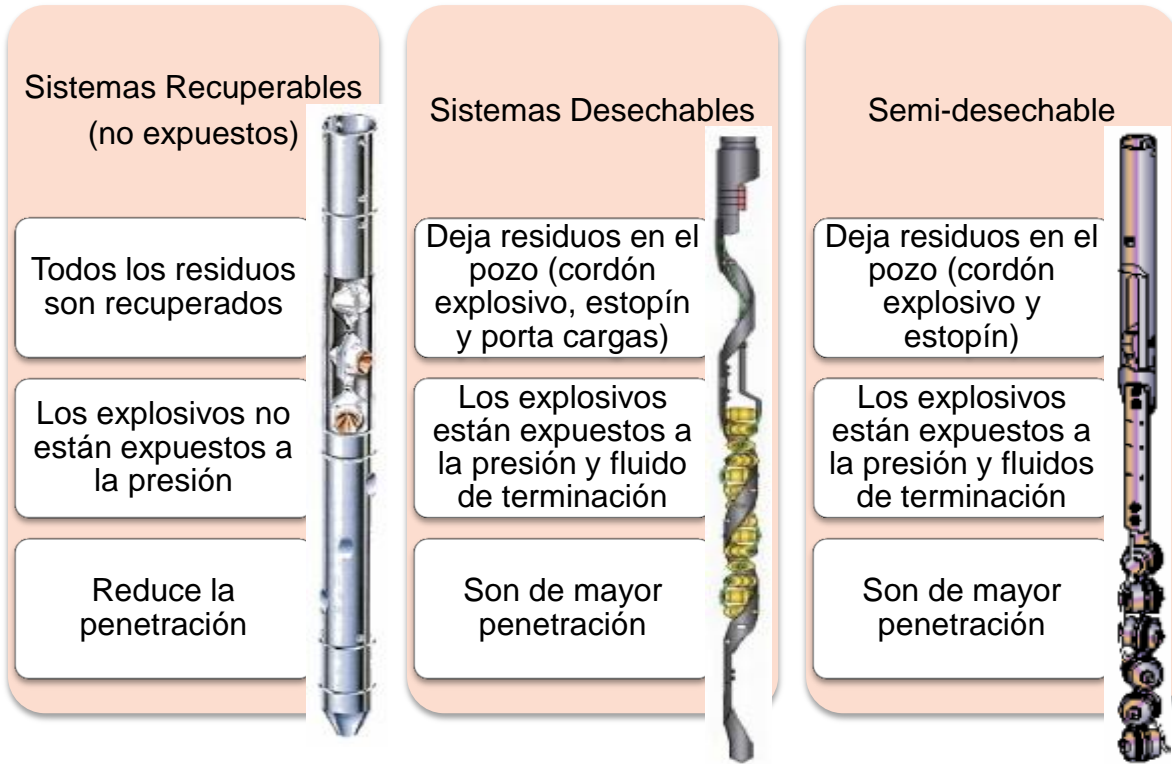 Sistemas Recuperables
(no expuestos)
Todos los residuos
son recuperados
Los explosivos no
están expuestos a
la presión
Reduce la
penetración
Sistemas Desechables
Deja residuos en el
pozo (cordón
explosivo, estopín
y porta cargas)
Los explosivos
están expuestos a
la presión y fluido
de terminación
Son de mayor
penetración
Semi-desechable
Deja residuos en el
pozo (cordón
explosivo y
estopín)
Los explosivos
están expuestos a
la presión y fluidos
de terminación
Son de mayor
penetración